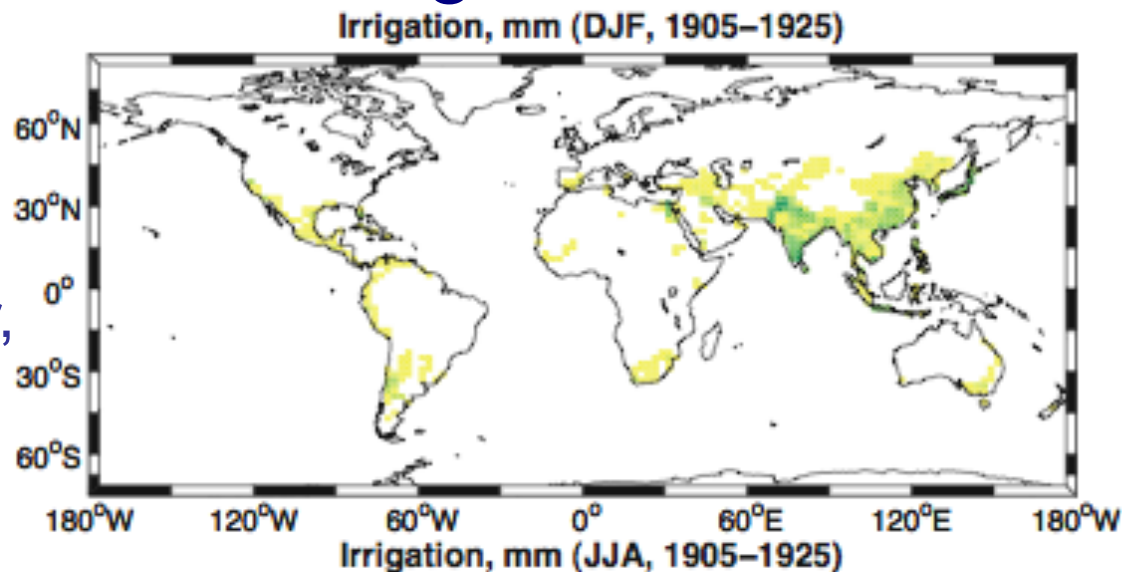 g
Irrigation, mm (DJF, 1905–1925)
60°N
30°N
0°
30°S
60°S
180°W 120°W 60°W 0° 60°E 120°E 180°W
Irrigation, mm (JJA, 1905–1925)